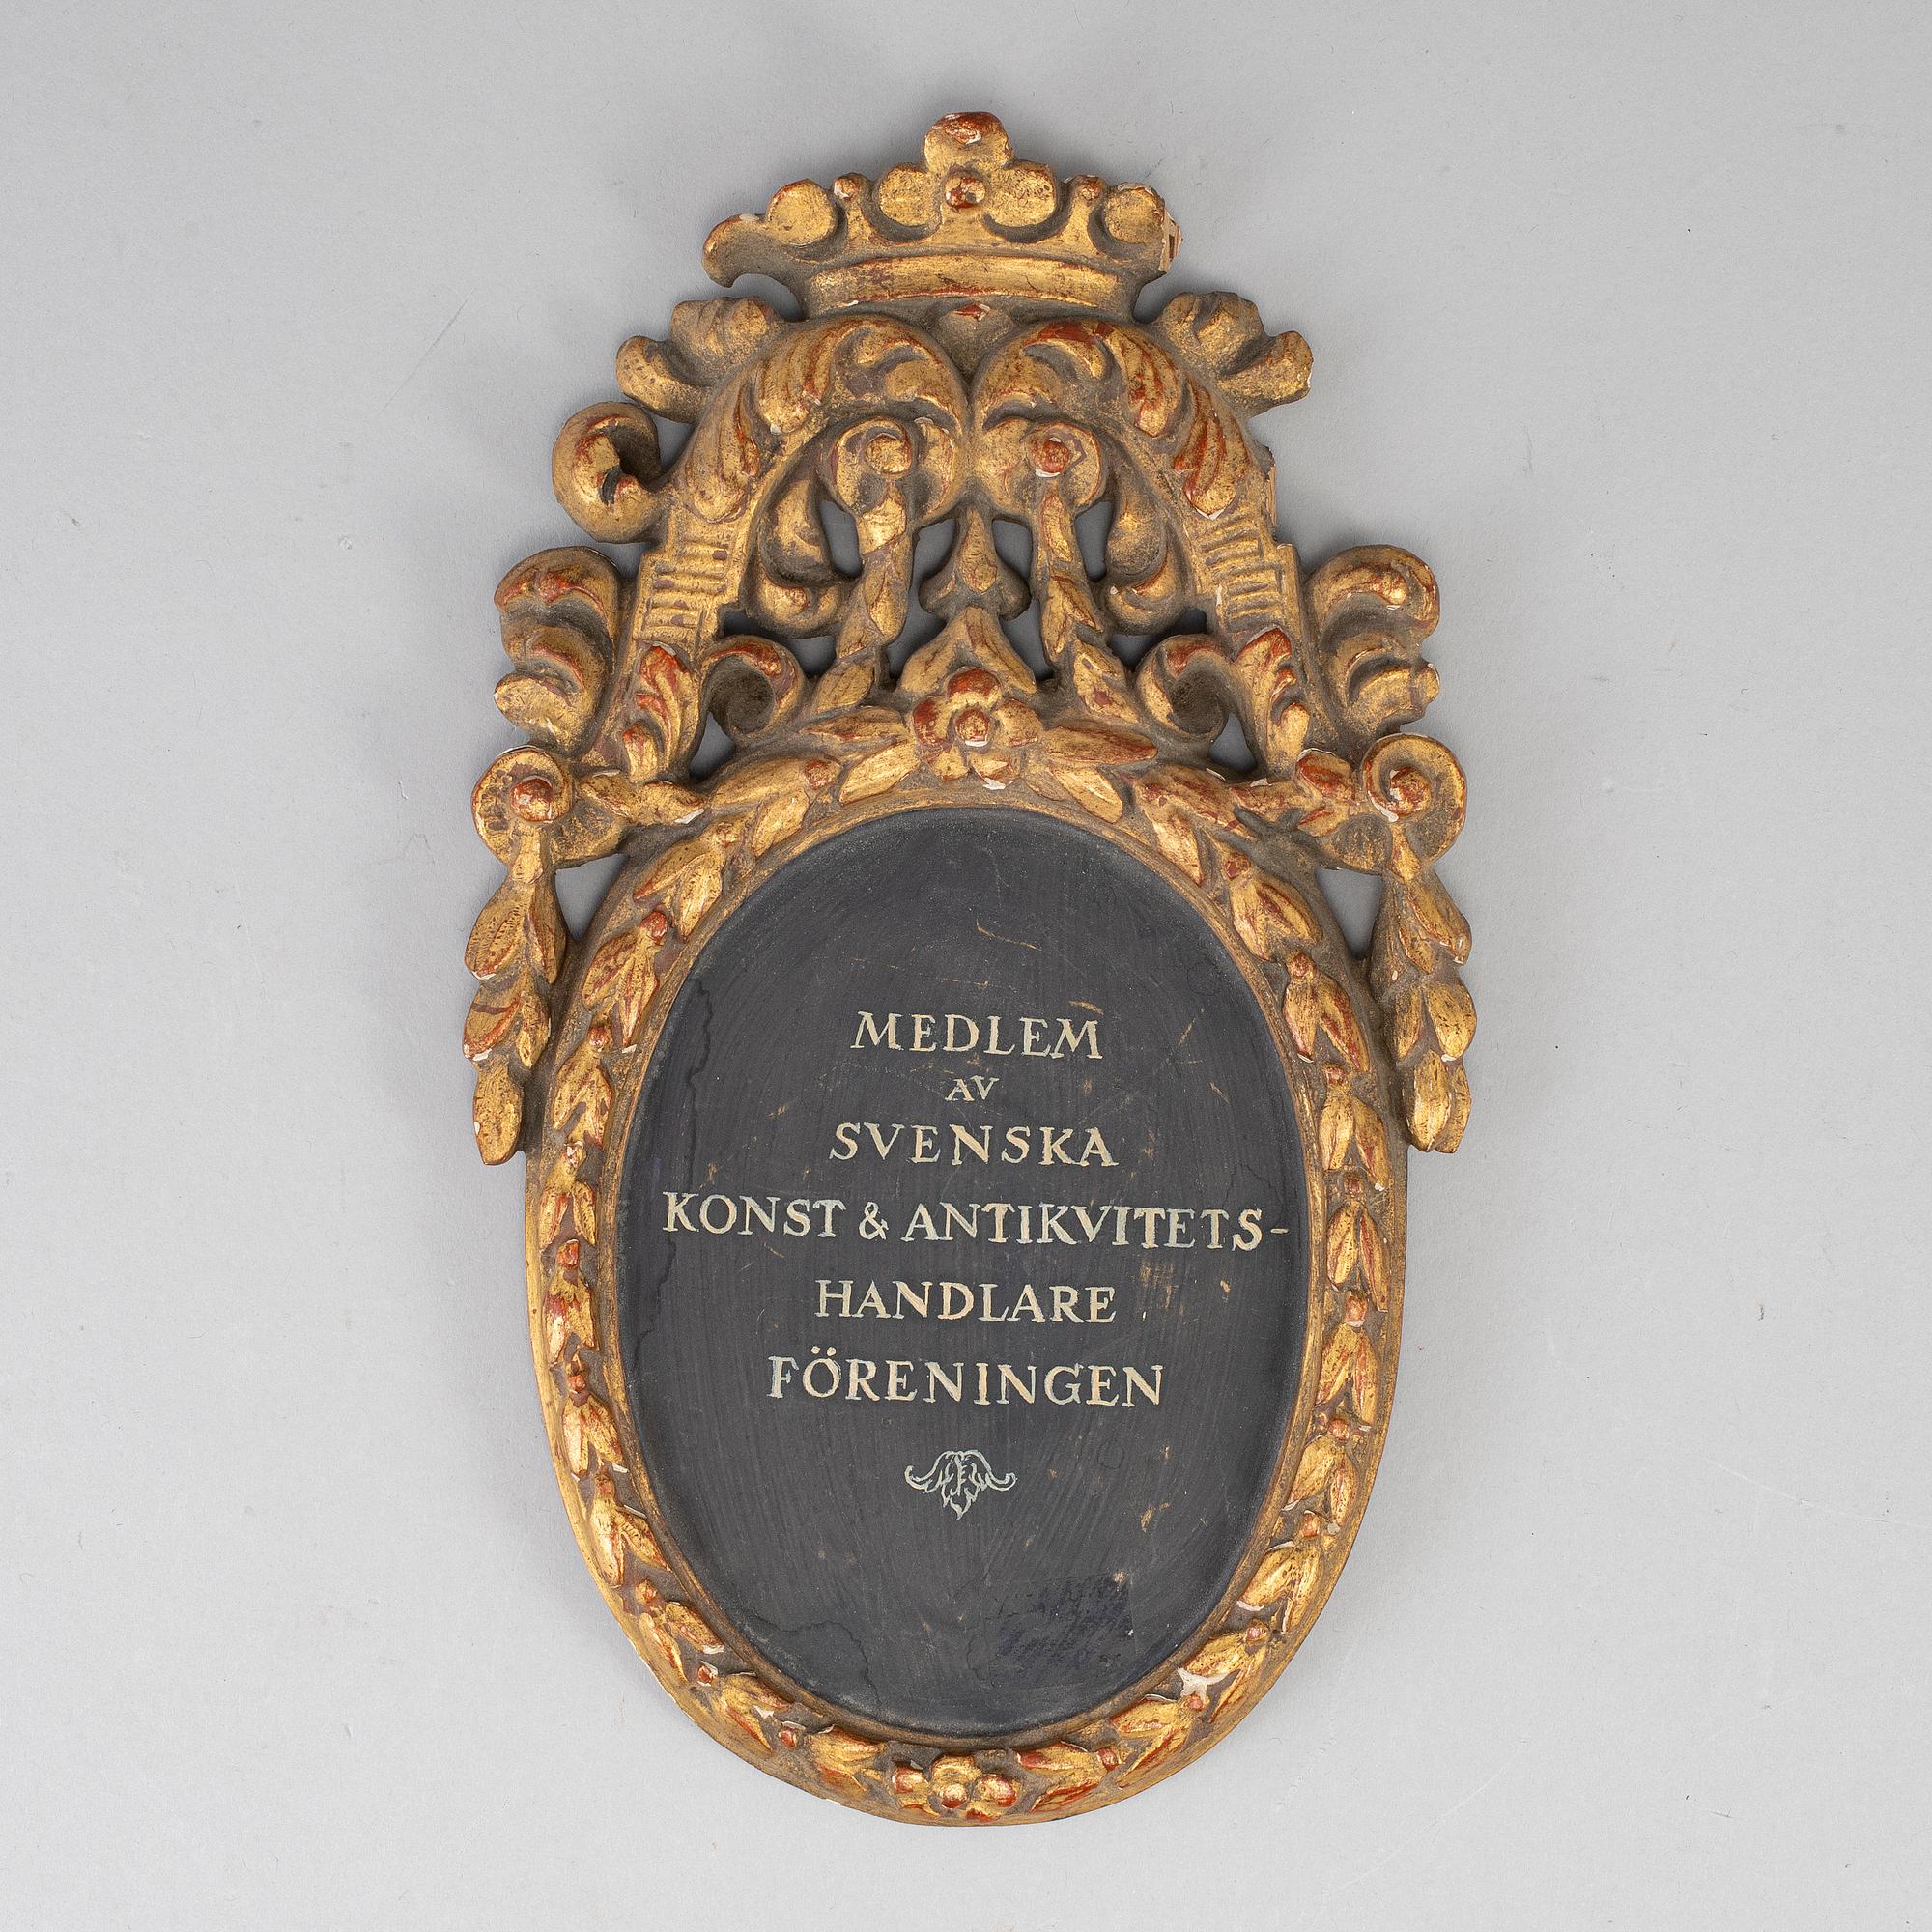 MEDLEM
AV
SVENSKA
KONST & ANTIKVITETS-
HANDLARE
FÖRENINGEN